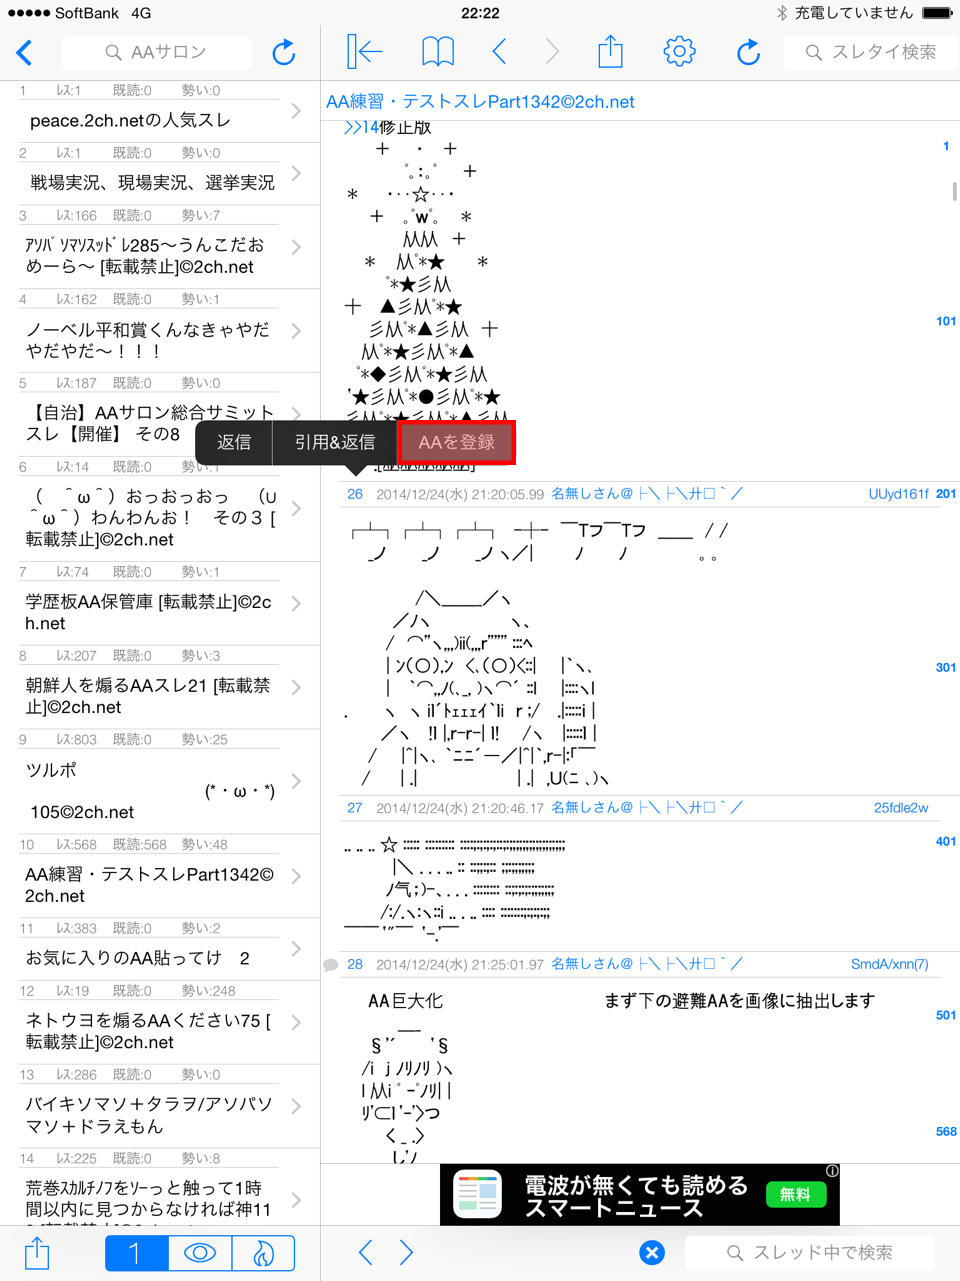 SoftBank 4G 22:22 充電していません
AAサロン
スレタイ検索
1 ﾚｽ:1 既読:0 勢い:0
peace.2ch.netの人気スレ
2 ﾚｽ:1 既読:0 勢い:0
戦場実況、現場実況、選挙実況
3 ﾚｽ:166 既読:0 勢い:7
ｱｿﾊﾟｿﾏｿｽｯﾄﾞﾚ285〜うんこだお
めーら〜 [転載禁止]©2ch.net
4 ﾚｽ:162 既読:0 勢い:1
ノーベル平和賞くんなきゃやだ
やだやだ〜！！！
5 ﾚｽ:187 既読:0 勢い:0
【自治】AAサロン総合サミット
スレ【開催】 その8
6 ﾚｽ:14 既読:0 勢い:1
（ ＾ω＾）おっおっおっ （∪
＾ω＾）わんわんお！ その３ [
転載禁止]©2ch.net
7 ﾚｽ:74 既読:0 勢い:1
学歴板AA保管庫 [転載禁止]©2c
h.net
8 ﾚｽ:207 既読:0 勢い:3
朝鮮人を煽るAAスレ21 [転載禁
止]©2ch.net
9 ﾚｽ:803 既読:0 勢い:25
ツルポ
(*・ω・*)
105©2ch.net
10 ﾚｽ:568 既読:568 勢い:48
AA練習・テストスレPart1342©
2ch.net
11 ﾚｽ:383 既読:0 勢い:2
お気に入りのAA貼ってけ 2
12 ﾚｽ:19 既読:0 勢い:248
ネトウヨを煽るAAください75 [
転載禁止]©2ch.net
13 ﾚｽ:286 既読:0 勢い:0
バイキソマソ＋タラヲ/アソパソ
マソ＋ドラえもん
14 ﾚｽ:225 既読:0 勢い:8
荒巻ｽｶﾙﾁﾉﾌをｿｰっと触って1時
間以内に見つからなければ神11
1
AA練習・テストスレPart1342©2ch.net
>>14修正版
1
101
返信 引用&返信 AAを登録
26 2014/12/24(水) 21:20:05.99 名無しさん＠├＼├＼廾□｀／ UUyd161f 201
301
27 2014/12/24(水) 21:20:46.17 名無しさん＠├＼├＼廾□｀／ 25fdle2w
401
28 2014/12/24(水) 21:25:01.97 名無しさん＠├＼├＼廾□｀／ SmdA/xnn(7)
AA巨大化 まず下の避難AAを画像に抽出します
501
568
電波が無くても読める
スマートニュース
無料
スレッド中で検索